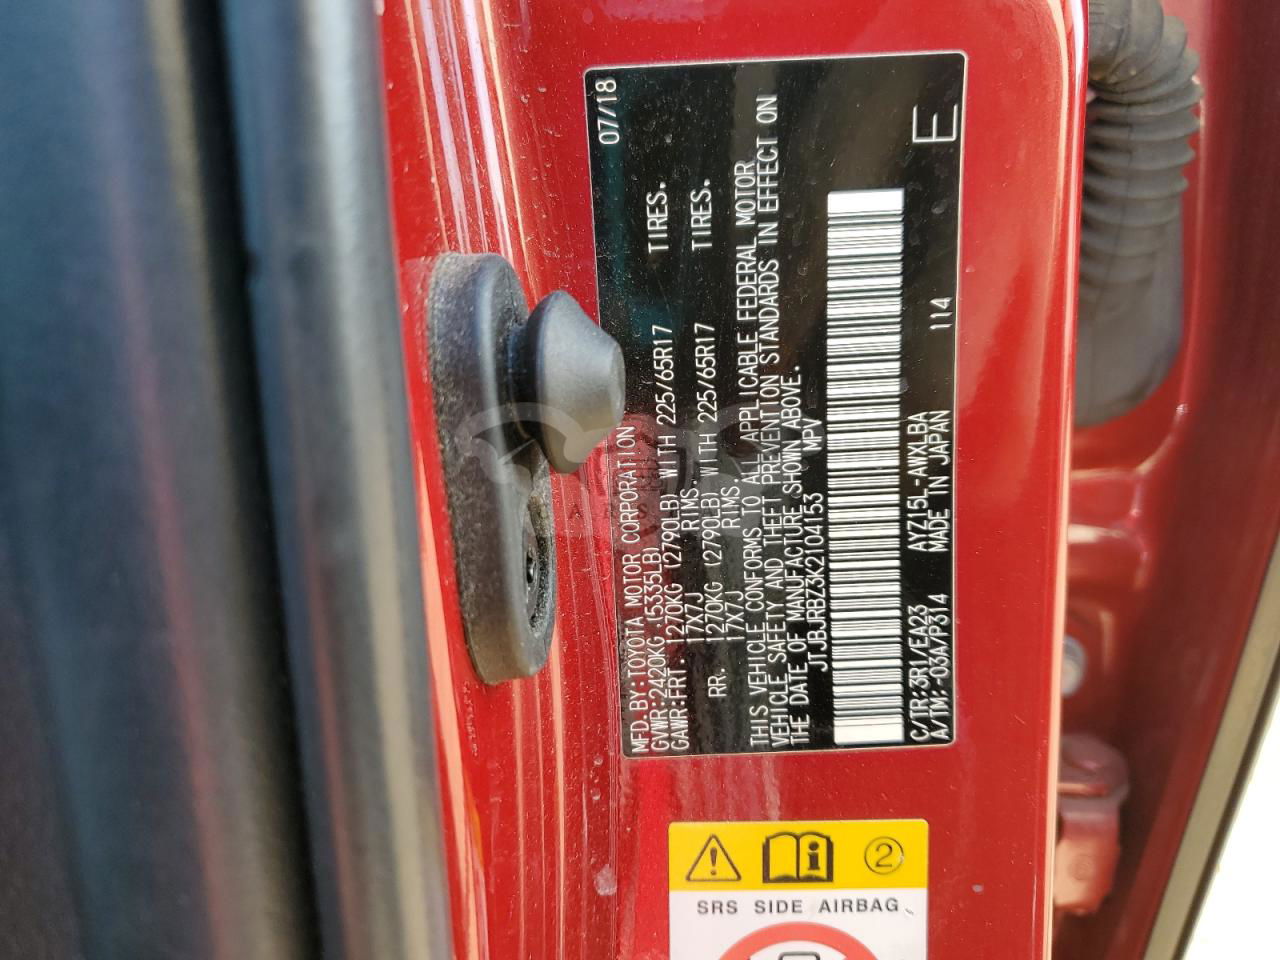 07/18
MFD.BY:TOYOTA MOTOR CORPORATION
GVWR:2420KG (5335LB)
GAWR:FRT. 1270KG (2790LB) WITH 225/65R17 TIRES.
17X7J RIMS.
RR. 1270KG (2790LB) WITH 225/65R17 TIRES.
17X7J RIMS.
THIS VEHICLE CONFORMS TO ALL APPLICABLE FEDERAL MOTOR
VEHICLE SAFETY AND THEFT PREVENTION STANDARDS IN EFFECT ON
THE DATE OF MANUFACTURE SHOWN ABOVE.
JTJBJRBZ3K2104153 MPV
C/TR:3R1/EA23 AYZ15L-AWXLBA 114 E
A/TM:-03A/P314 MADE IN JAPAN
2
SRS SIDE AIRBAG